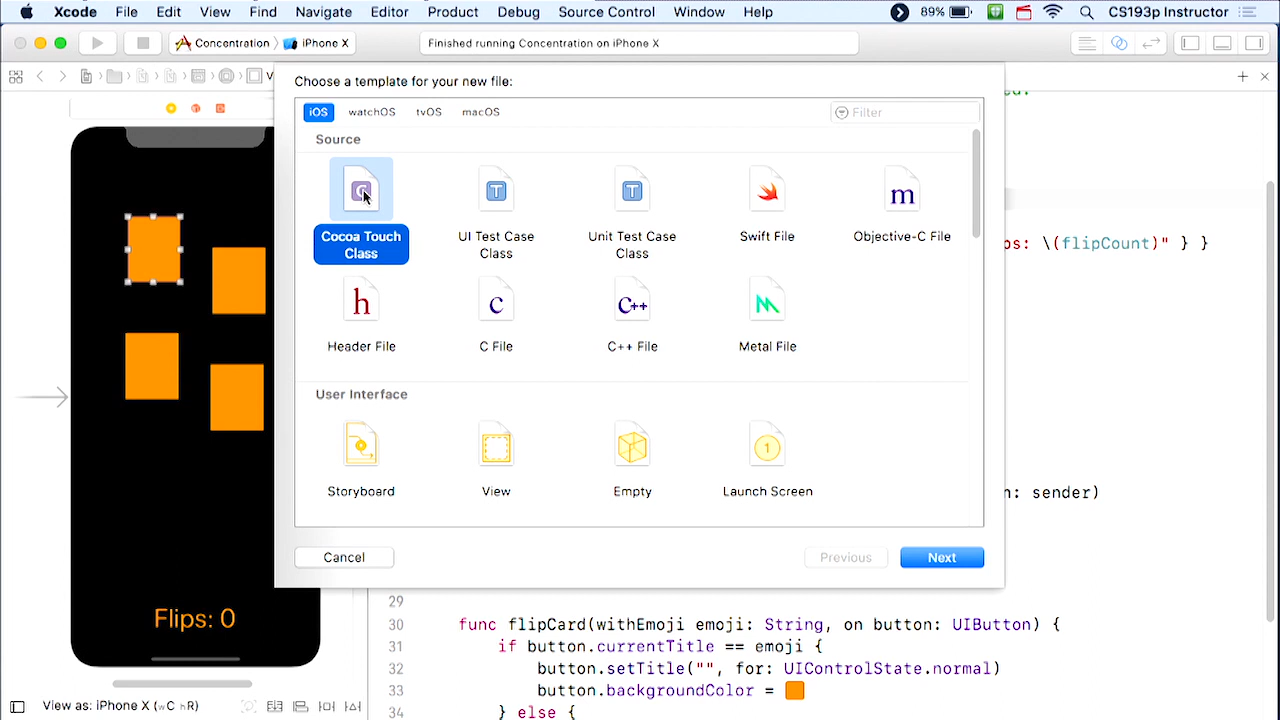 Xcode File Edit View Find Navigate Editor Product Debug Source Control Window Help 89% CS193p Instructor
Concentration iPhone X Finished running Concentration on iPhone X
Choose a template for your new file:
iOS watchOS tvOS macOS Filter
Source
C T T m
Cocoa Touch Class
UI Test Case Class
Unit Test Case Class
Swift File
Objective-C File
h c c++
Header File C File C++ File Metal File
User Interface
1
Storyboard View Empty Launch Screen
Cancel Previous Next
\(flipCount)" } }
: sender)
Flips: 0
29
30 func flipCard(withEmoji emoji: String, on button: UIButton) {
31 if button.currentTitle == emoji {
32 button.setTitle("", for: UIControlState.normal)
33 button.backgroundColor =
34 } else {
View as: iPhone X (wC hR)